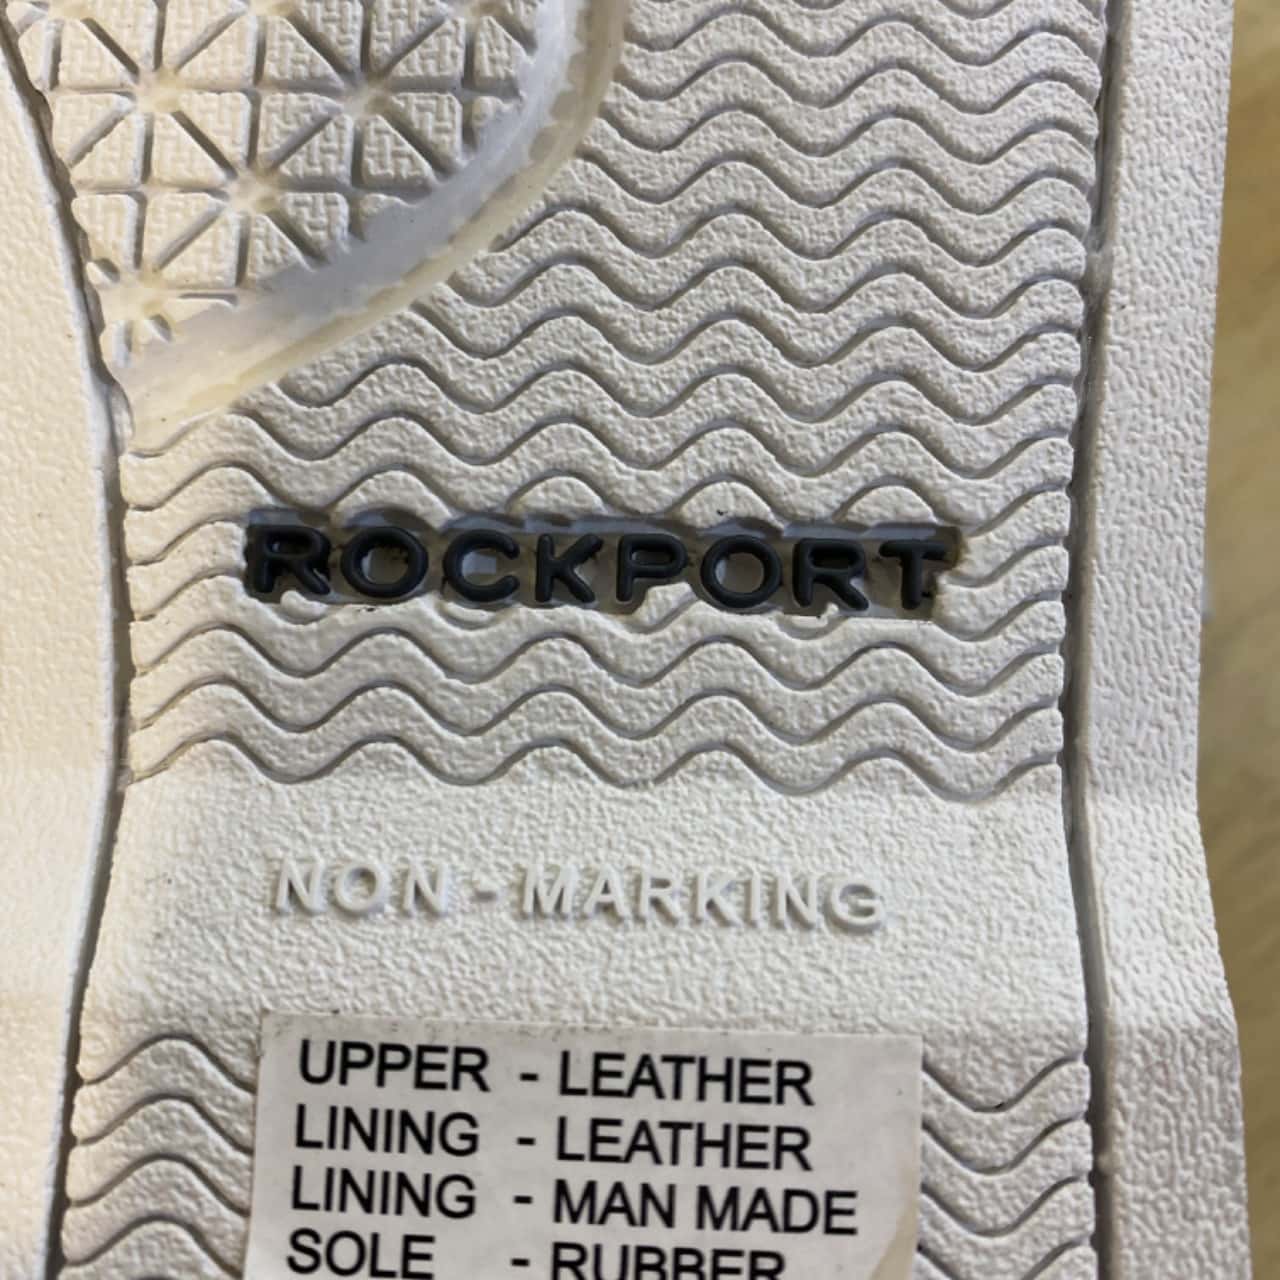 ROCKPORT
NON - MARKING
UPPER - LEATHER
LINING - LEATHER
LINING - MAN MADE
SOLE - RUBBER